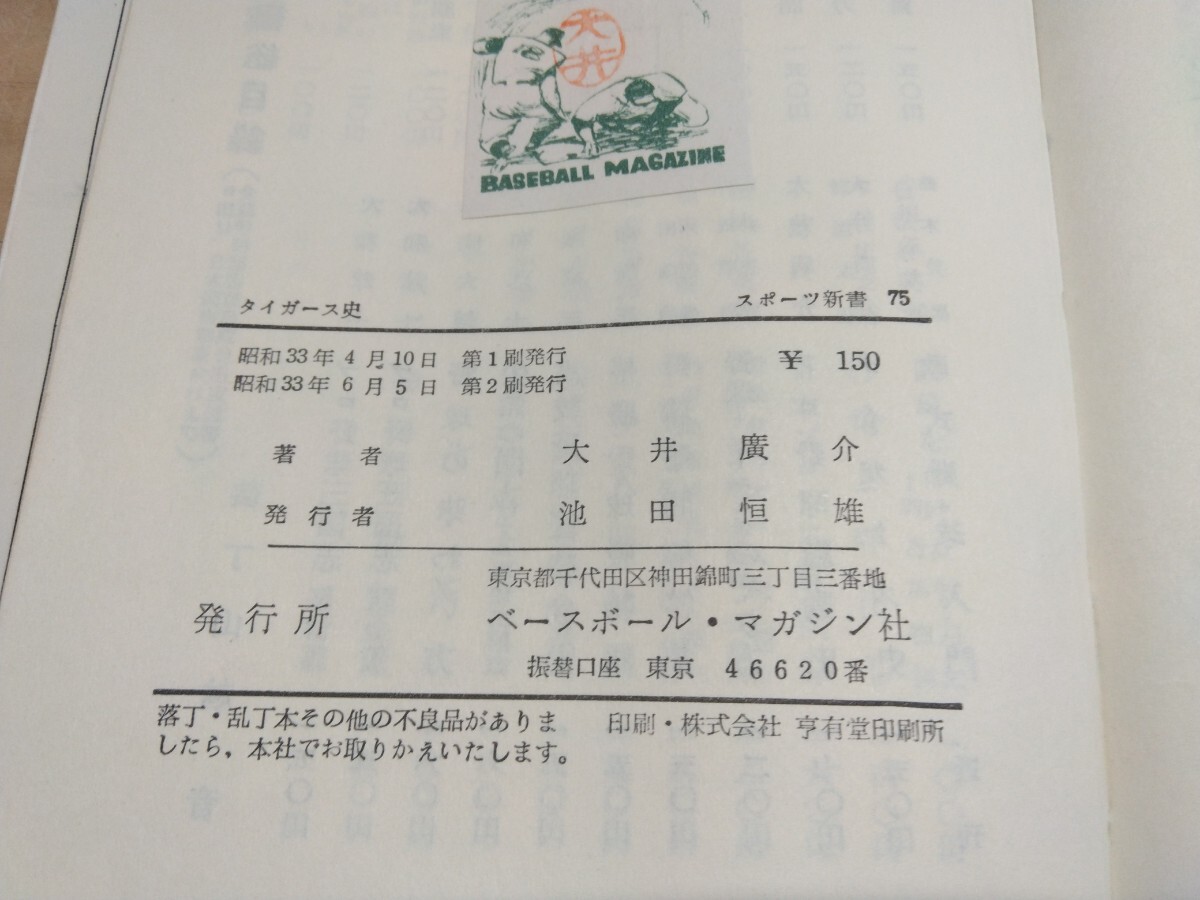 大井
BASEBALL MAGAZINE
タイガース史 スポーツ新書 75
昭和33年4月10日 第1刷発行 ¥ 150
昭和33年6月5日 第2刷発行
著者 大井廣介
発行者 池田恒雄
東京都千代田区神田錦町三丁目三番地
発行所 ベースボール・マガジン社
振替口座 東京 46620番
落丁・乱丁本その他の不良品がありま 印刷・株式会社 亨有堂印刷所
したら，本社でお取りかえいたします。